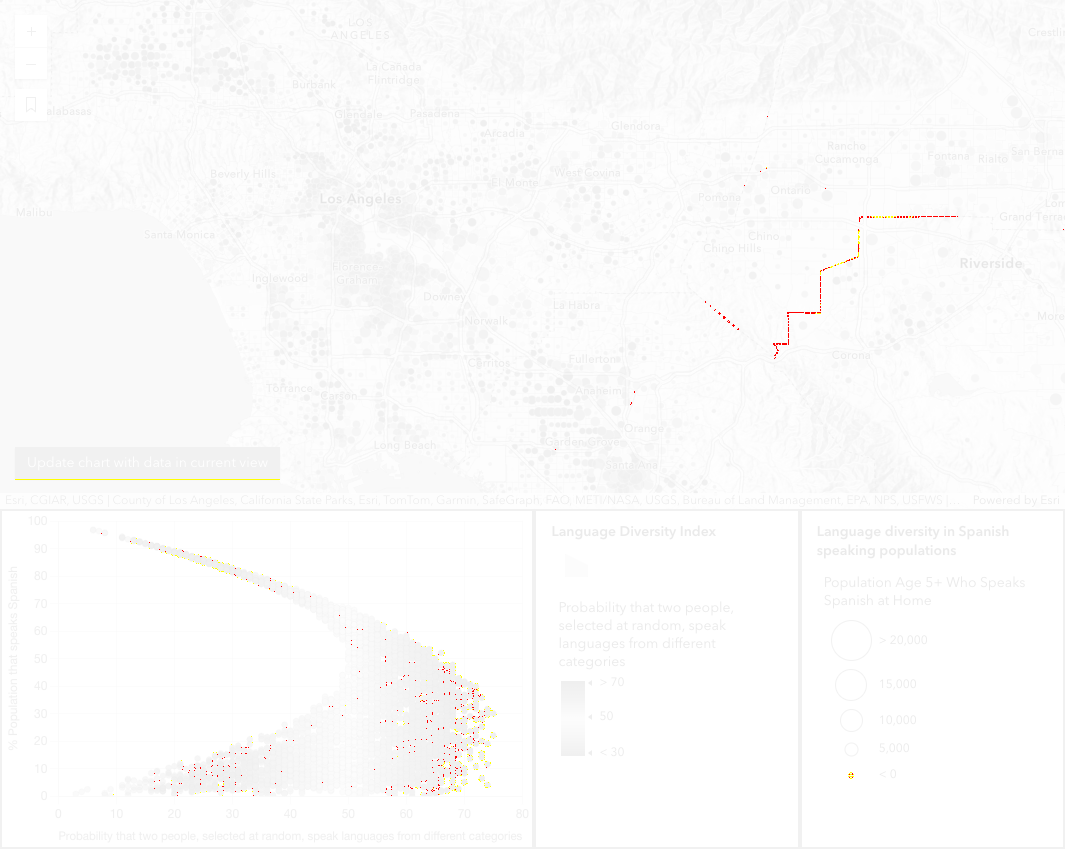 LOS
ANGELES
Crestli
La Cañada
Flintridge
Burbank
alabasas
Glendale
Pasadena
Glendora
Arcadia
Rancho
Cucamonga
Fontana
Rialto
San Berna
Beverly Hills
El Monte
West Covina
Pomona
Ontario
Los Angeles
Malibu
Lom
Grand Terrac
Santa Monica
Chino
Chino Hills
Riverside
Inglewood
Florence-
Graham
Downey
La Habra
Norwalk
More
Fullerton
Corona
Cerritos
Torrance
Carson
Anaheim
Orange
Long Beach
Garden Grove
Santa Ana
Update chart with data in current view
Esri, CGIAR, USGS | County of Los Angeles, California State Parks, Esri, TomTom, Garmin, SafeGraph, FAO, METI/NASA, USGS, Bureau of Land Management, EPA, NPS, USFWS |...
Powered by Esri
100
90
80
70
60
50
40
30
20
10
0
% Population that speaks Spanish
0 10 20 30 40 50 60 70 80
Probability that two people, selected at random, speak languages from different categories
Language Diversity Index
Probability that two people,
selected at random, speak
languages from different
categories
> 70
50
< 30
Language diversity in Spanish
speaking populations
Population Age 5+ Who Speaks
Spanish at Home
> 20,000
15,000
10,000
5,000
< 0